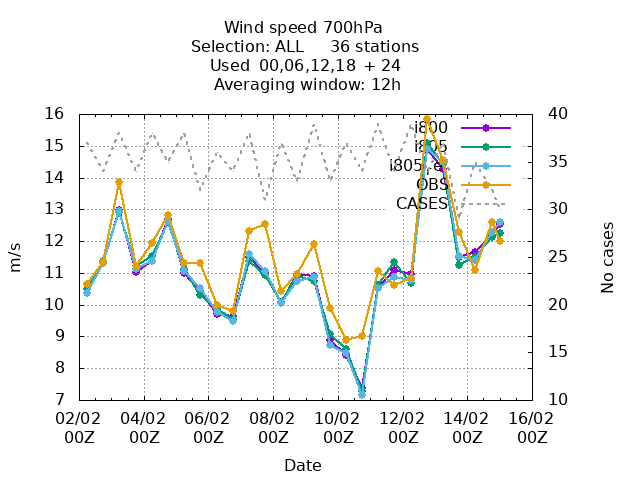 Wind speed 700hPa
Selection: ALL 36 stations
Used 00,06,12,18 + 24
Averaging window: 12h
16
15
14
13
12
11
10
9
8
7
m/s
40
35
30
25
20
15
10
No cases
i800
i805
i805_e
OBS
CASES
02/02 04/02 06/02 08/02 10/02 12/02 14/02 16/02
00Z 00Z 00Z 00Z 00Z 00Z 00Z 00Z
Date